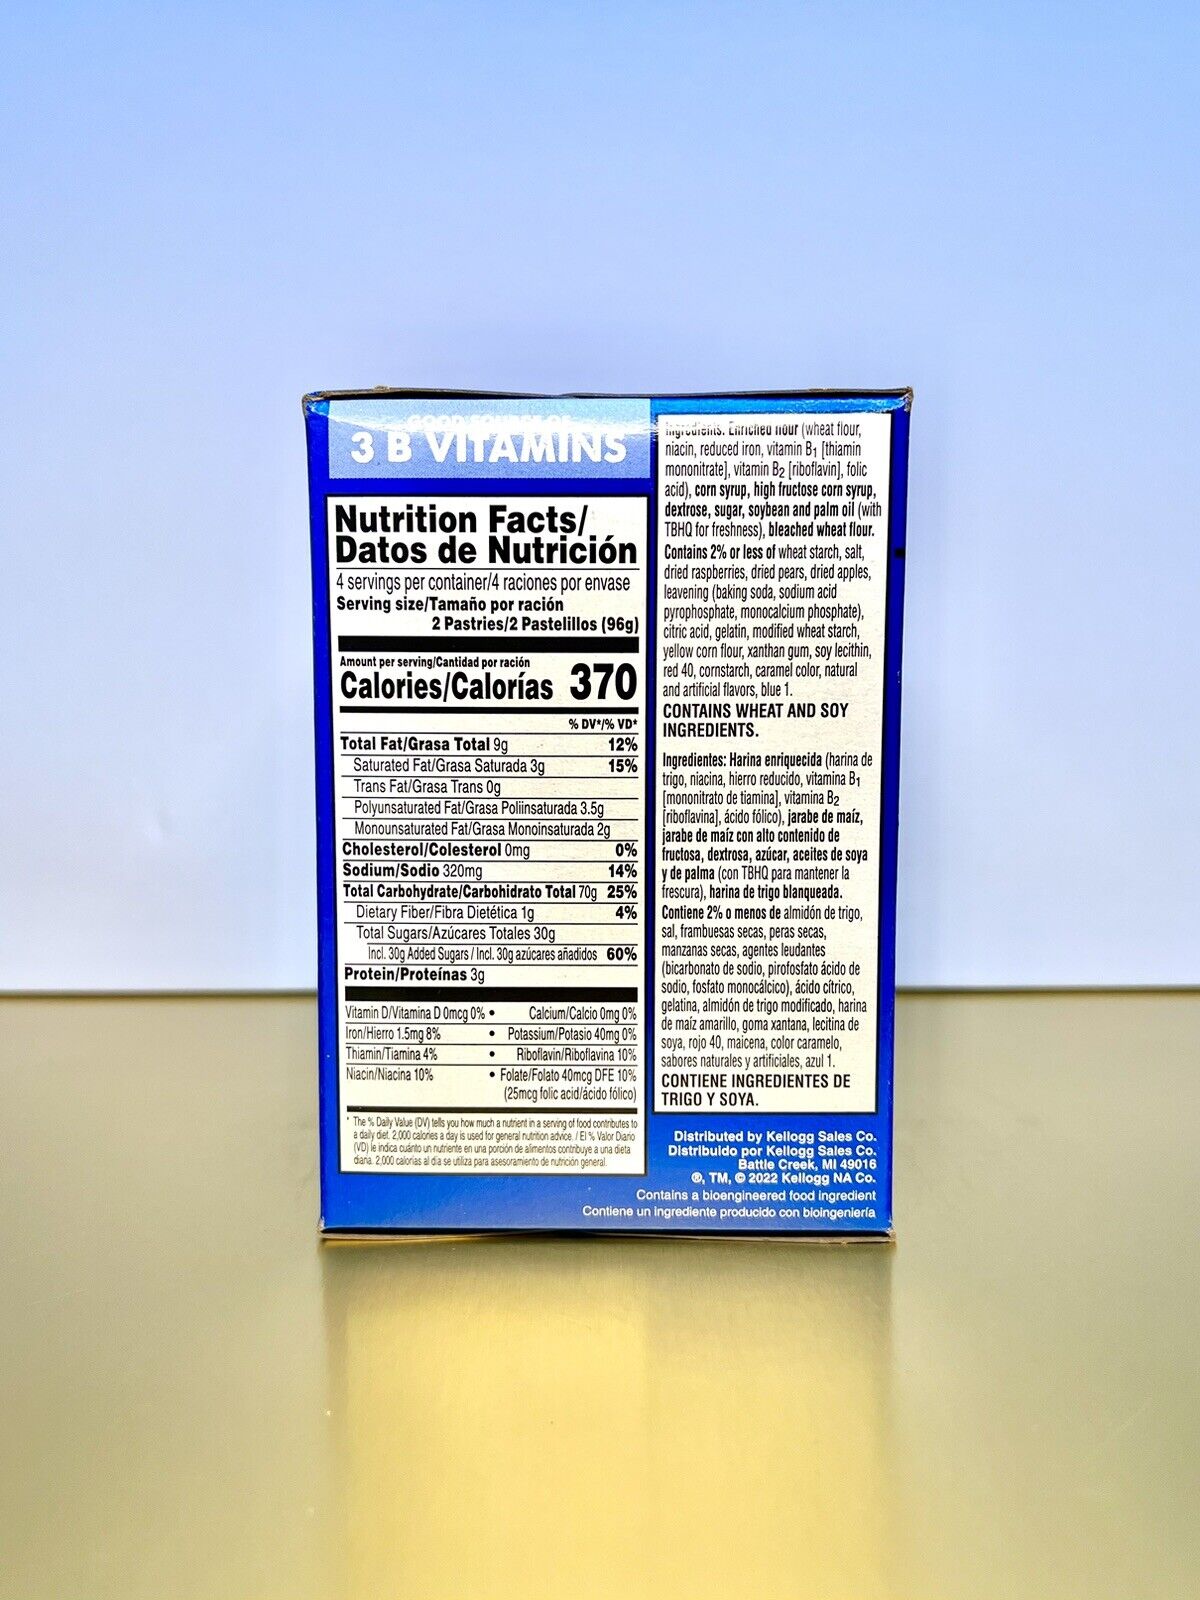 GOOD SOURCE OF
3 B VITAMINS
Nutrition Facts/
Datos de Nutrición
4 servings per container/4 raciones por envase
Serving size/Tamaño por ración
2 Pastries/2 Pastelillos (96g)
Amount per serving/Cantidad por ración
Calories/Calorías 370
% DV*/% VD*
Total Fat/Grasa Total 9g 12%
Saturated Fat/Grasa Saturada 3g 15%
Trans Fat/Grasa Trans 0g
Polyunsaturated Fat/Grasa Poliinsaturada 3.5g
Monounsaturated Fat/Grasa Monoinsaturada 2g
Cholesterol/Colesterol 0mg 0%
Sodium/Sodio 320mg 14%
Total Carbohydrate/Carbohidrato Total 70g 25%
Dietary Fiber/Fibra Dietética 1g 4%
Total Sugars/Azúcares Totales 30g
Incl. 30g Added Sugars / Incl. 30g azúcares añadidos 60%
Protein/Proteínas 3g
Vitamin D/Vitamina D 0mcg 0% • Calcium/Calcio 0mg 0%
Iron/Hierro 1.5mg 8% • Potassium/Potasio 40mg 0%
Thiamin/Tiamina 4% • Riboflavin/Riboflavina 10%
Niacin/Niacina 10% • Folate/Folato 40mcg DFE 10%
(25mcg folic acid/ácido fólico)
* The % Daily Value (DV) tells you how much a nutrient in a serving of food contributes to
a daily diet. 2,000 calories a day is used for general nutrition advice. / El % Valor Diario
(VD) le indica cuánto un nutriente en una porción de alimentos contribuye a una dieta
diaria. 2,000 calorías al día se utiliza para asesoramiento de nutrición general.
Ingredients: Enriched flour (wheat flour,
niacin, reduced iron, vitamin B1 [thiamin
mononitrate], vitamin B2 [riboflavin], folic
acid), corn syrup, high fructose corn syrup,
dextrose, sugar, soybean and palm oil (with
TBHQ for freshness), bleached wheat flour.
Contains 2% or less of wheat starch, salt,
dried raspberries, dried pears, dried apples,
leavening (baking soda, sodium acid
pyrophosphate, monocalcium phosphate),
citric acid, gelatin, modified wheat starch,
yellow corn flour, xanthan gum, soy lecithin,
red 40, cornstarch, caramel color, natural
and artificial flavors, blue 1.
CONTAINS WHEAT AND SOY
INGREDIENTS.
Ingredientes: Harina enriquecida (harina de
trigo, niacina, hierro reducido, vitamina B1
[mononitrato de tiamina], vitamina B2
[riboflavina], ácido fólico), jarabe de maíz,
jarabe de maíz con alto contenido de
fructosa, dextrosa, azúcar, aceites de soya
y de palma (con TBHQ para mantener la
frescura), harina de trigo blanqueada.
Contiene 2% o menos de almidón de trigo,
sal, frambuesas secas, peras secas,
manzanas secas, agentes leudantes
(bicarbonato de sodio, pirofosfato ácido de
sodio, fosfato monocálcico), ácido cítrico,
gelatina, almidón de trigo modificado, harina
de maíz amarillo, goma xantana, lecitina de
soya, rojo 40, maicena, color caramelo,
sabores naturales y artificiales, azul 1.
CONTIENE INGREDIENTES DE
TRIGO Y SOYA.
Distributed by Kellogg Sales Co.
Distribuido por Kellogg Sales Co.
Battle Creek, MI 49016
®, TM, © 2022 Kellogg NA Co.
Contains a bioengineered food ingredient
Contiene un ingrediente producido con bioingeniería